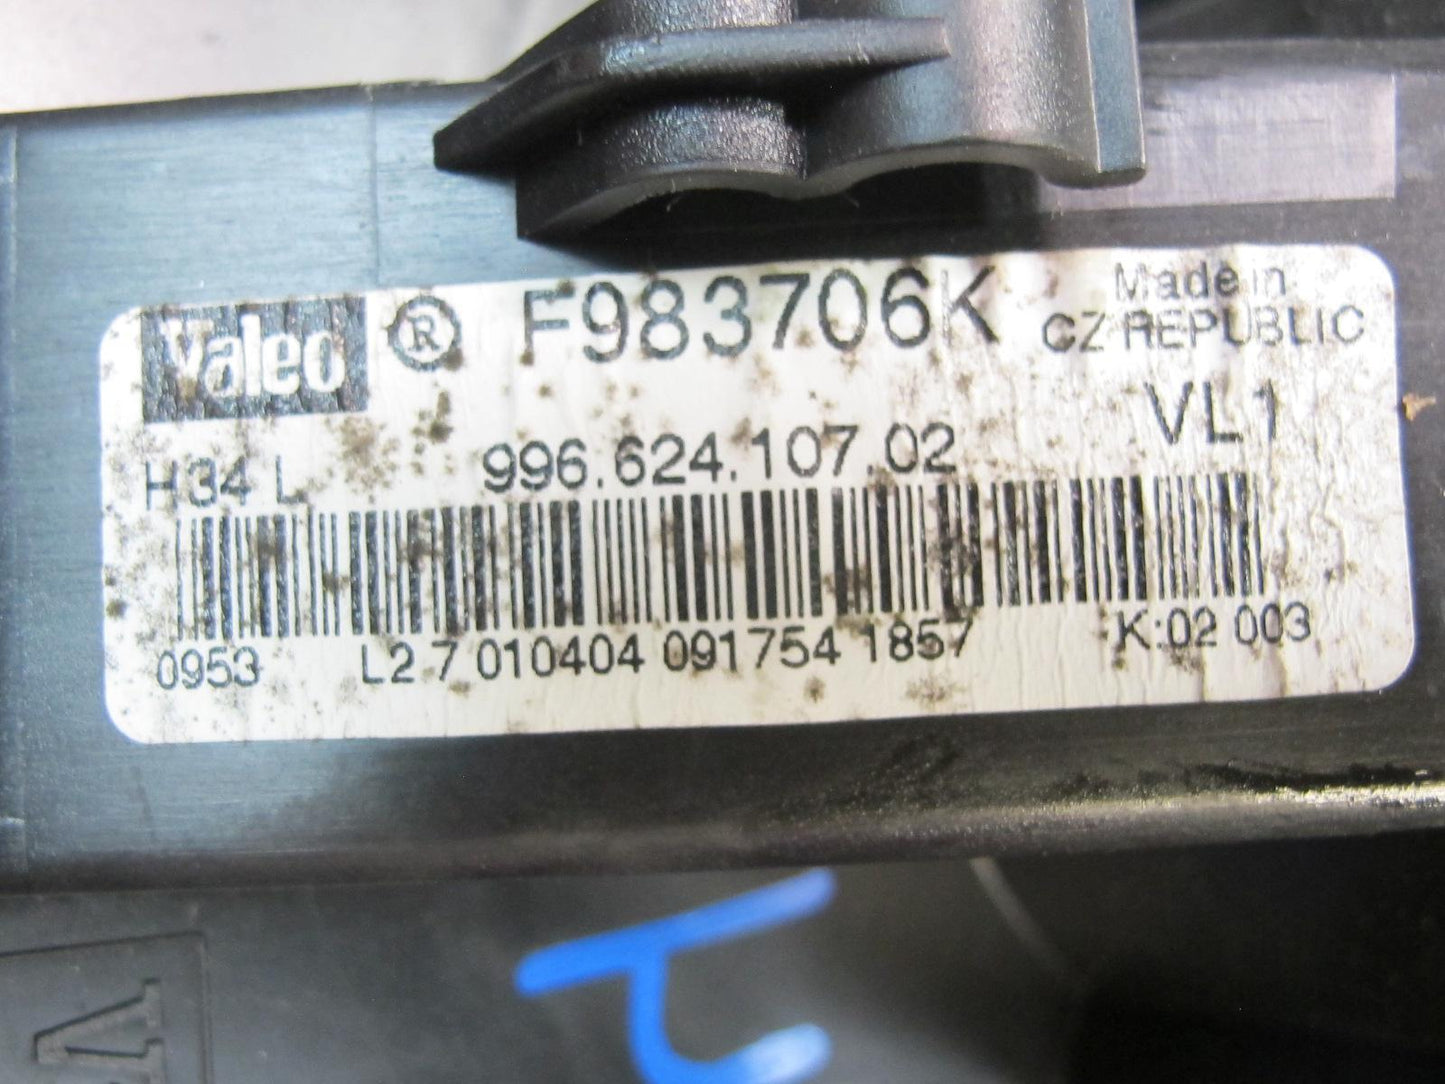 Valeo ® F983706K Made in
CZ REPUBLIC
VL1
H34 L 996.624.107.02
0953 L2 7 010404 091754 1857 K:02 003
V